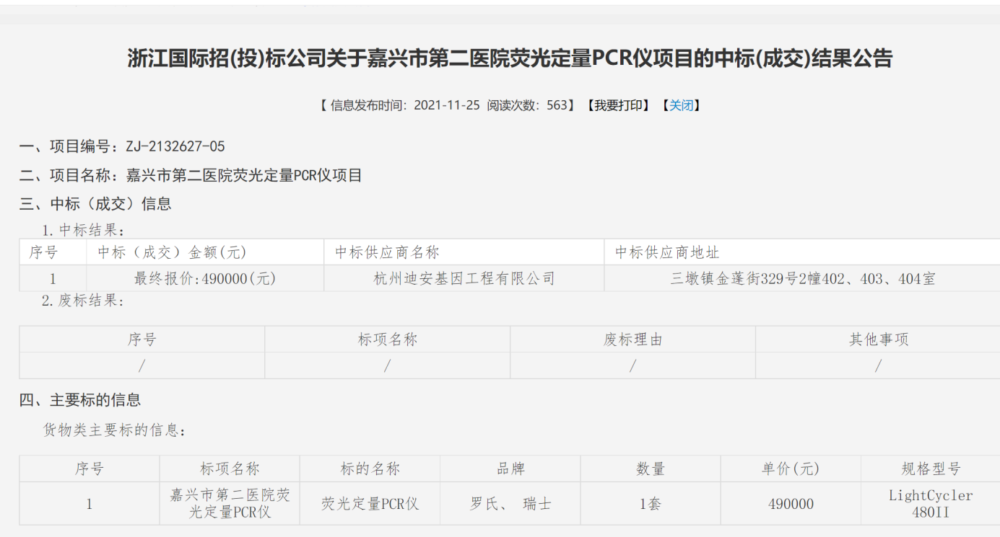 浙江国际招(投)标公司关于嘉兴市第二医院荧光定量PCR仪项目的中标(成交)结果公告
【 信息发布时间：2021-11-25 阅读次数：563】 【我要打印】 【关闭】
一、项目编号：ZJ-2132627-05
二、项目名称：嘉兴市第二医院荧光定量PCR仪项目
三、中标（成交）信息
1.中标结果：
序号 中标（成交）金额(元) 中标供应商名称 中标供应商地址
1 最终报价:490000(元) 杭州迪安基因工程有限公司 三墩镇金蓬街329号2幢402、403、404室
2.废标结果：
序号 标项名称 废标理由 其他事项
/ / / /
四、主要标的信息
货物类主要标的信息：
序号 标项名称 标的名称 品牌 数量 单价(元) 规格型号
1 嘉兴市第二医院荧光定量PCR仪 荧光定量PCR仪 罗氏、 瑞士 1套 490000 LightCycler 480II